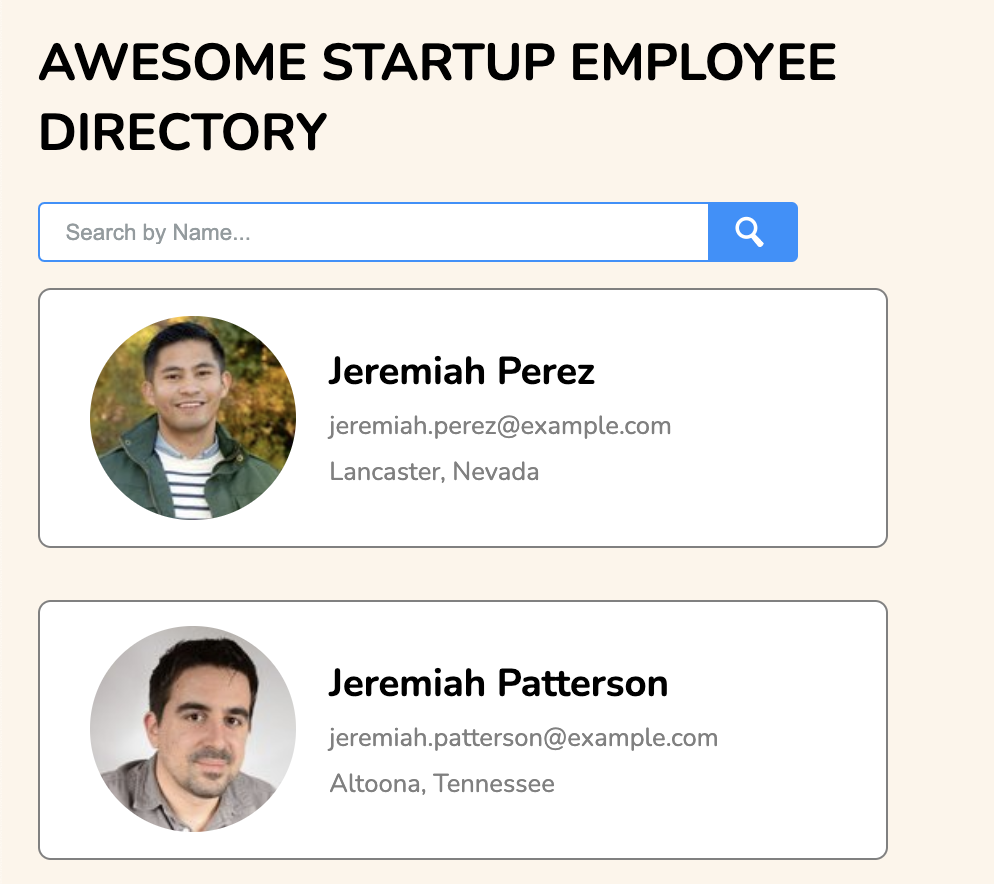 AWESOME STARTUP EMPLOYEE
DIRECTORY
Search by Name...
Jeremiah Perez
jeremiah.perez@example.com
Lancaster, Nevada
Jeremiah Patterson
jeremiah.patterson@example.com
Altoona, Tennessee